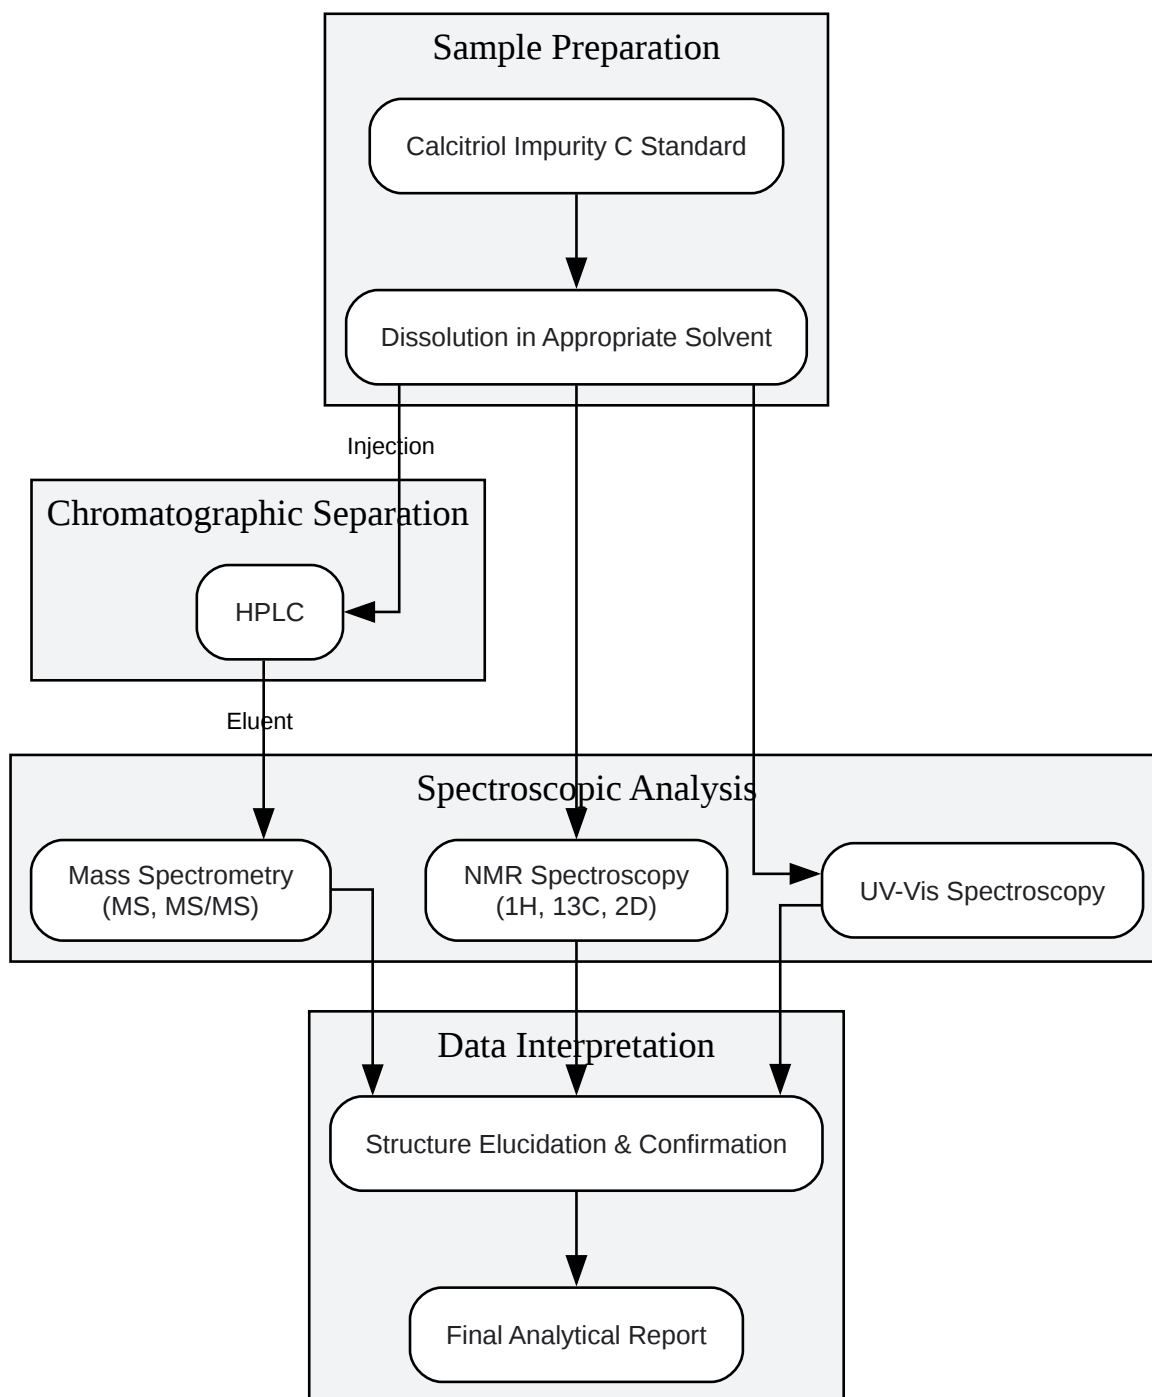 Sample Preparation
Calcitriol Impurity C Standard
Dissolution in Appropriate Solvent
Injection
Chromatographic Separation
HPLC
Eluent
Spectroscopic Analysis
Mass Spectrometry
(MS, MS/MS)
NMR Spectroscopy
(1H, 13C, 2D)
UV-Vis Spectroscopy
Data Interpretation
Structure Elucidation & Confirmation
Final Analytical Report